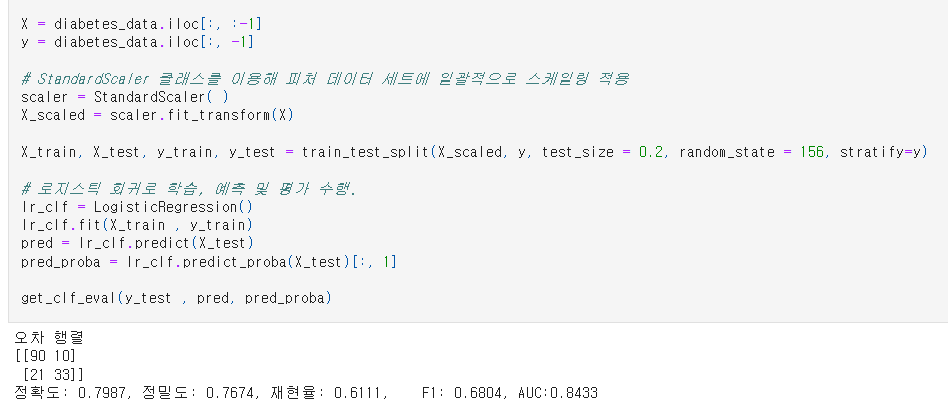 X = diabetes_data.iloc[:, :-1]
y = diabetes_data.iloc[:, -1]
# StandardScaler 클래스를 이용해 피처 데이터 세트에 일괄적으로 스케일링 적용
scaler = StandardScaler( )
X_scaled = scaler.fit_transform(X)
X_train, X_test, y_train, y_test = train_test_split(X_scaled, y, test_size = 0.2, random_state = 156, stratify=y)
# 로지스틱 회귀로 학습, 예측 및 평가 수행.
lr_clf = LogisticRegression()
lr_clf.fit(X_train , y_train)
pred = lr_clf.predict(X_test)
pred_proba = lr_clf.predict_proba(X_test)[:, 1]
get_clf_eval(y_test , pred, pred_proba)
오차 행렬
[[90 10]
[21 33]]
정확도: 0.7987, 정밀도: 0.7674, 재현율: 0.6111, F1: 0.6804, AUC:0.8433